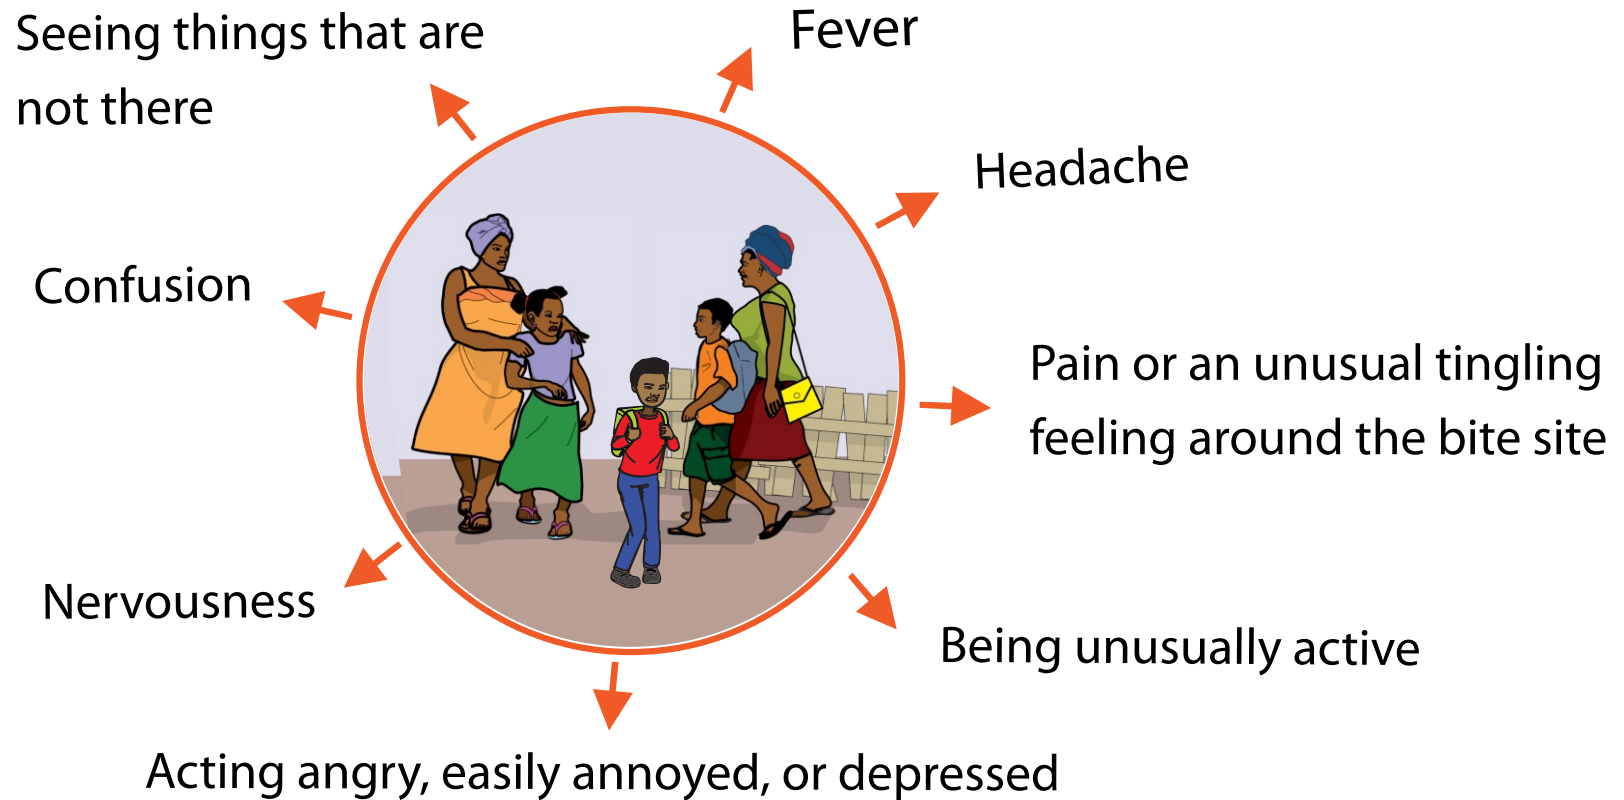 Seeing things that are
not there
Fever
Headache
Confusion
Pain or an unusual tingling
feeling around the bite site
Nervousness
Being unusually active
Acting angry, easily annoyed, or depressed